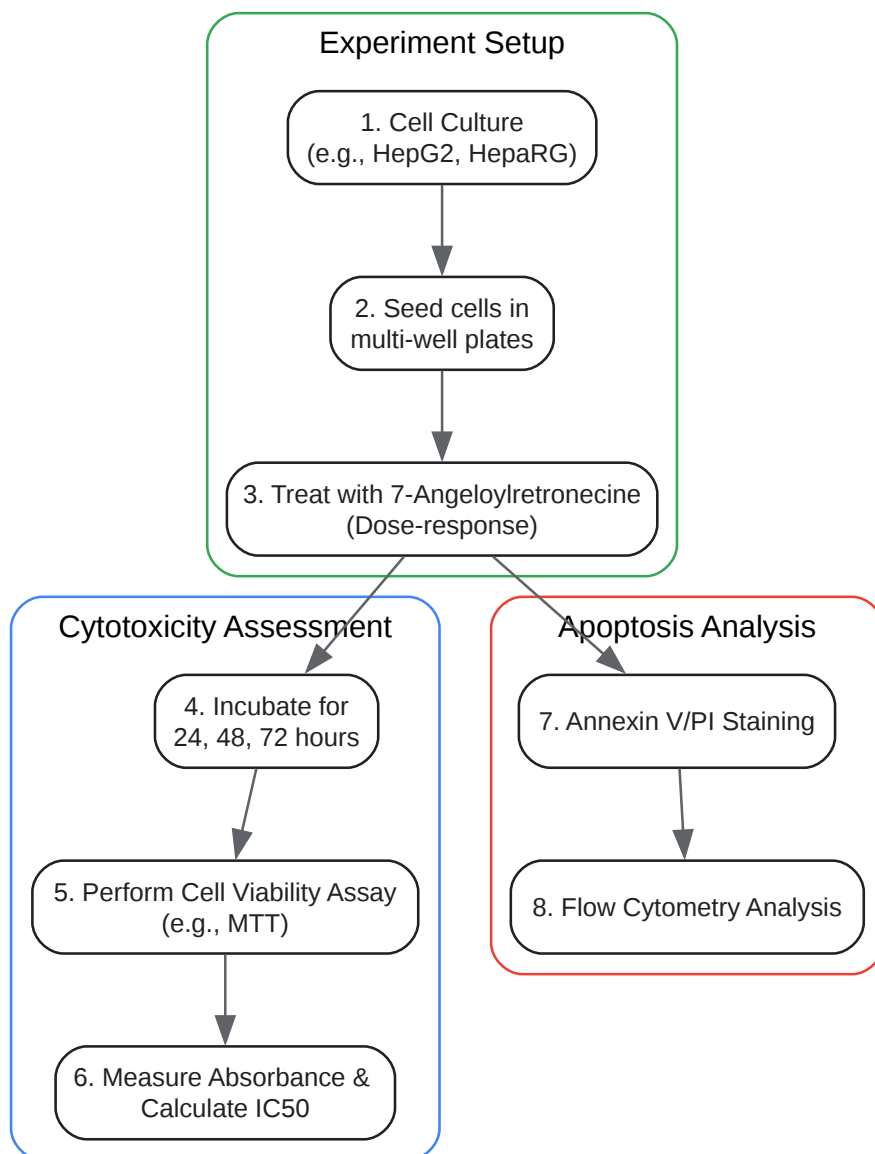 Experiment Setup
1. Cell Culture
(e.g., HepG2, HepaRG)
2. Seed cells in
multi-well plates
3. Treat with 7-Angeloylretronecine
(Dose-response)
Cytotoxicity Assessment
4. Incubate for
24, 48, 72 hours
5. Perform Cell Viability Assay
(e.g., MTT)
6. Measure Absorbance &
Calculate IC50
Apoptosis Analysis
7. Annexin V/PI Staining
8. Flow Cytometry Analysis